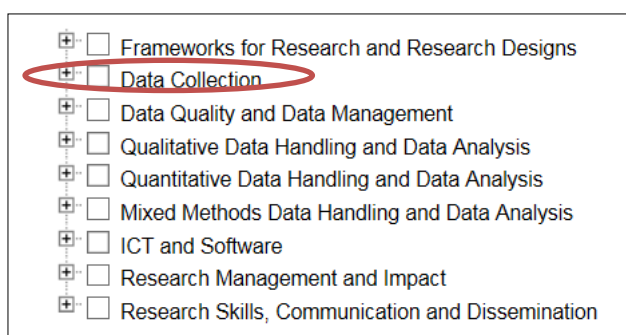 Frameworks for Research and Research Designs
Data Collection
Data Quality and Data Management
Qualitative Data Handling and Data Analysis
Quantitative Data Handling and Data Analysis
Mixed Methods Data Handling and Data Analysis
ICT and Software
Research Management and Impact
Research Skills, Communication and Dissemination